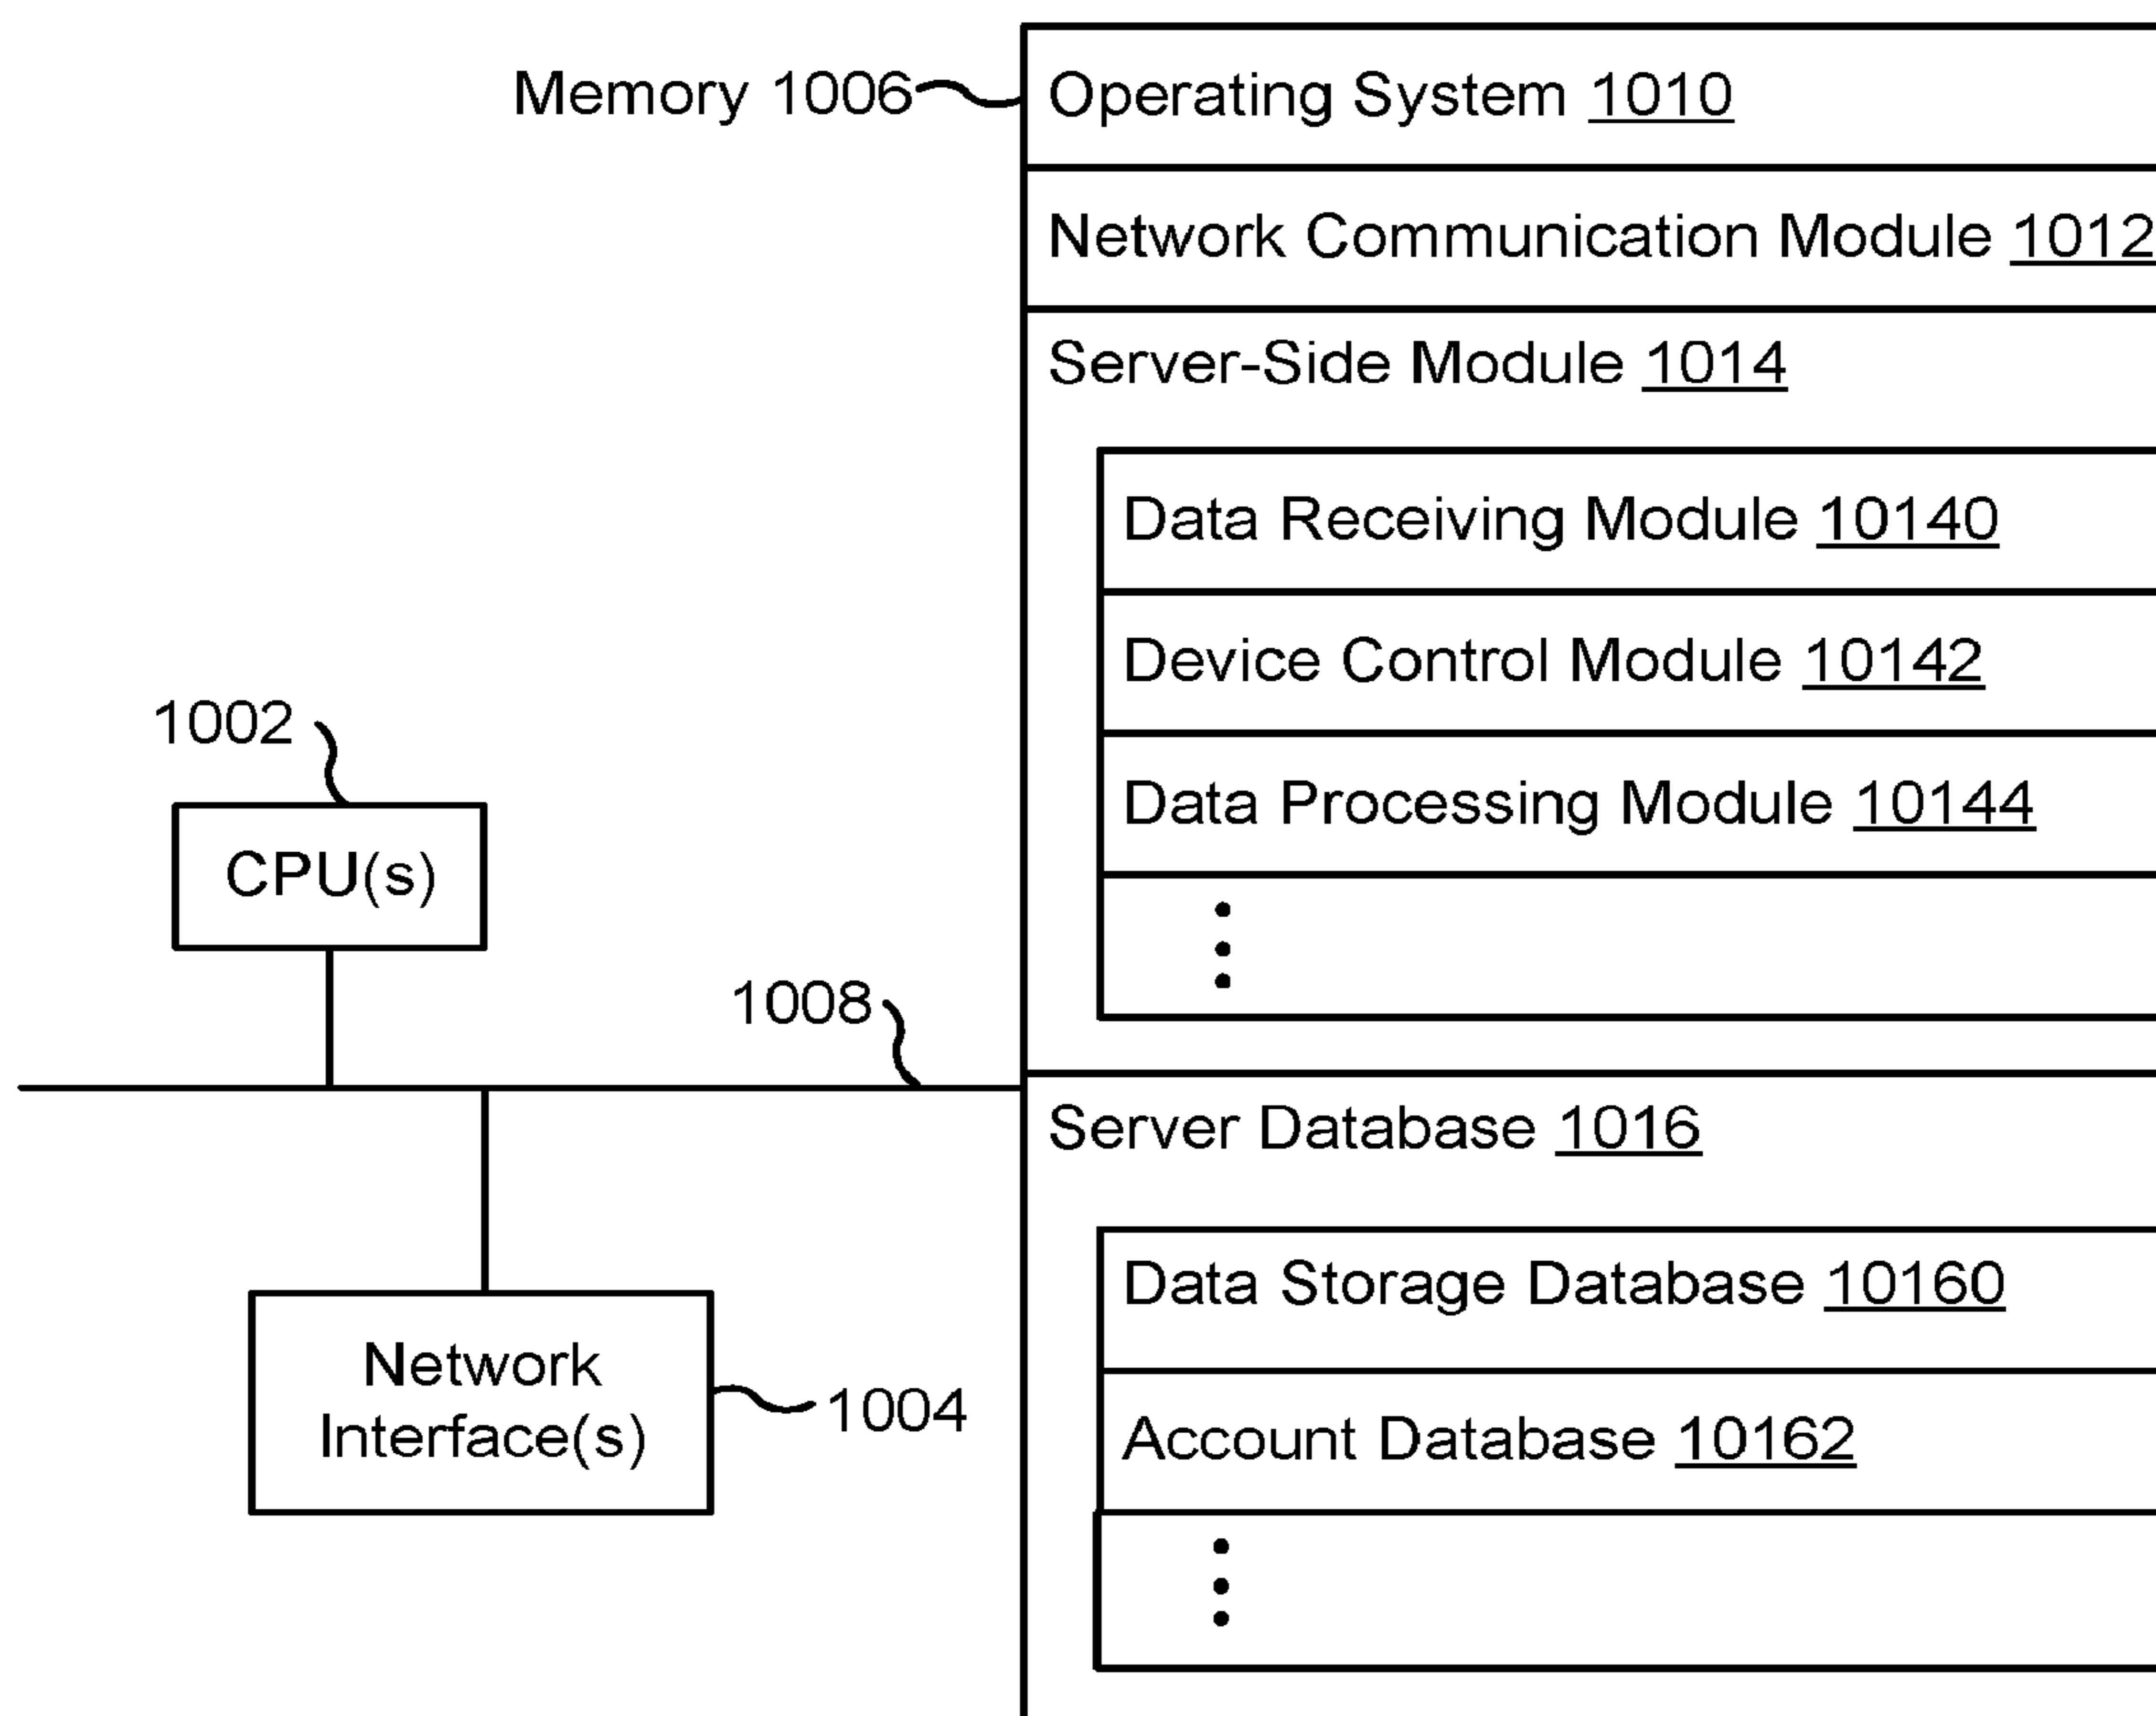 Memory 1006
Operating System 1010
Network Communication Module 1012
Server-Side Module 1014
Data Receiving Module 10140
Device Control Module 10142
Data Processing Module 10144
1002
CPU(s)
1008
Server Database 1016
Data Storage Database 10160
Account Database 10162
Network
Interface(s)
1004